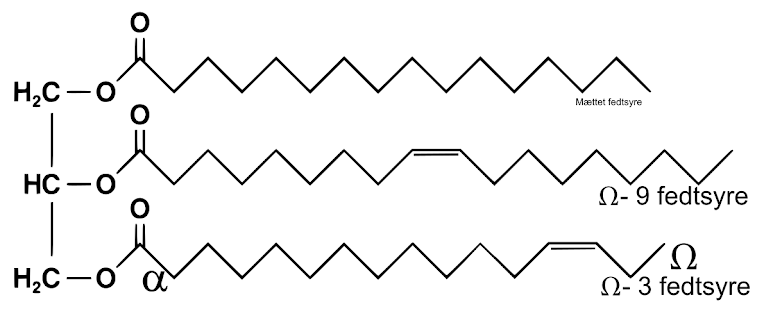 O
H₂C—O
Mættet fedtsyre
O
HC—O
Ω- 9 fedtsyre
O
H₂C—O
α
Ω
Ω- 3 fedtsyre